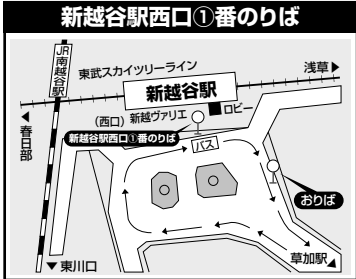 新越谷駅西口①番のりば
JR南越谷駅
東武スカイツリーライン
浅草▶
新越谷駅
◀春日部
(西口) 新越ヴァリエ
ロビー
新越谷駅西口①番のりば
バス
おりば
▼東川口
草加駅